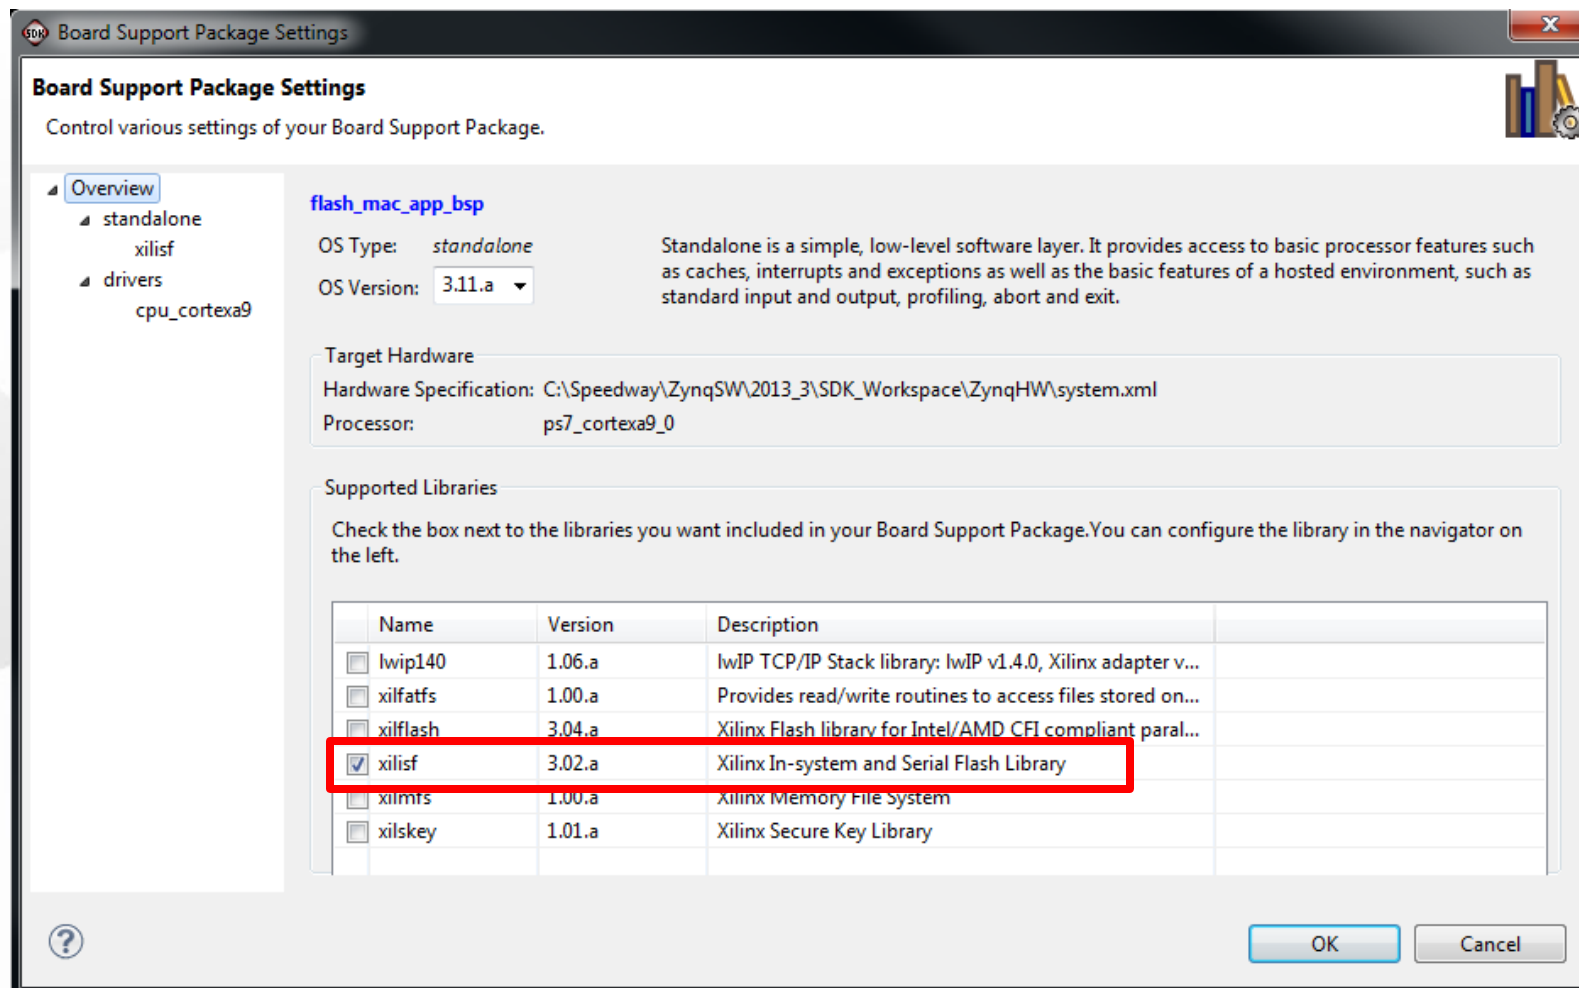 SDK Board Support Package Settings
Board Support Package Settings
Control various settings of your Board Support Package.
Overview
standalone
xilisf
drivers
cpu_cortexa9
flash_mac_app_bsp
OS Type: standalone
OS Version: 3.11.a
Standalone is a simple, low-level software layer. It provides access to basic processor features such
as caches, interrupts and exceptions as well as the basic features of a hosted environment, such as
standard input and output, profiling, abort and exit.
Target Hardware
Hardware Specification: C:\Speedway\ZynqSW\2013_3\SDK_Workspace\ZynqHW\system.xml
Processor: ps7_cortexa9_0
Supported Libraries
Check the box next to the libraries you want included in your Board Support Package.You can configure the library in the navigator on
the left.
Name Version Description
lwip140 1.06.a lwIP TCP/IP Stack library: lwIP v1.4.0, Xilinx adapter v...
xilfatfs 1.00.a Provides read/write routines to access files stored on...
xilflash 3.04.a Xilinx Flash library for Intel/AMD CFI compliant paral...
xilisf 3.02.a Xilinx In-system and Serial Flash Library
xilmfs 1.00.a Xilinx Memory File System
xilskey 1.01.a Xilinx Secure Key Library
? OK Cancel